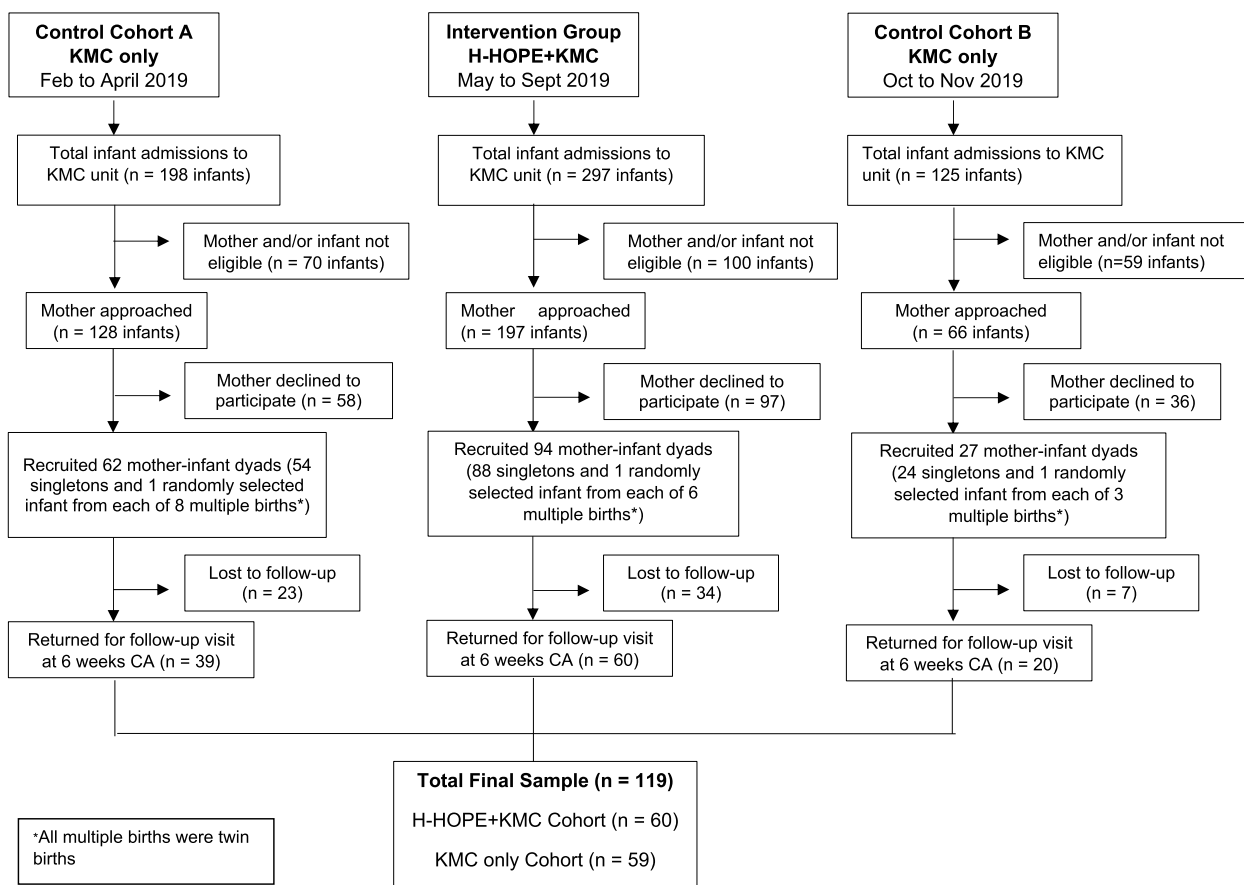 Control Cohort A
KMC only
Feb to April 2019
Total infant admissions to
KMC unit (n = 198 infants)
Mother and/or infant not
eligible (n = 70 infants)
Mother approached
(n = 128 infants)
Mother declined to
participate (n = 58)
Recruited 62 mother-infant dyads (54
singletons and 1 randomly selected
infant from each of 8 multiple births*)
Lost to follow-up
(n = 23)
Returned for follow-up visit
at 6 weeks CA (n = 39)
Intervention Group
H-HOPE+KMC
May to Sept 2019
Total infant admissions to
KMC unit (n = 297 infants)
Mother and/or infant not
eligible (n = 100 infants)
Mother approached
(n = 197 infants)
Mother declined to
participate (n = 97)
Recruited 94 mother-infant dyads
(88 singletons and 1 randomly
selected infant from each of 6
multiple births*)
Lost to follow-up
(n = 34)
Returned for follow-up visit
at 6 weeks CA (n = 60)
Control Cohort B
KMC only
Oct to Nov 2019
Total infant admissions to KMC
unit (n = 125 infants)
Mother and/or infant not
eligible (n=59 infants)
Mother approached
(n = 66 infants)
Mother declined to
participate (n = 36)
Recruited 27 mother-infant dyads
(24 singletons and 1 randomly
selected infant from each of 3
multiple births*)
Lost to follow-up
(n = 7)
Returned for follow-up visit
at 6 weeks CA (n = 20)
Total Final Sample (n = 119)
H-HOPE+KMC Cohort (n = 60)
KMC only Cohort (n = 59)
*All multiple births were twin
births